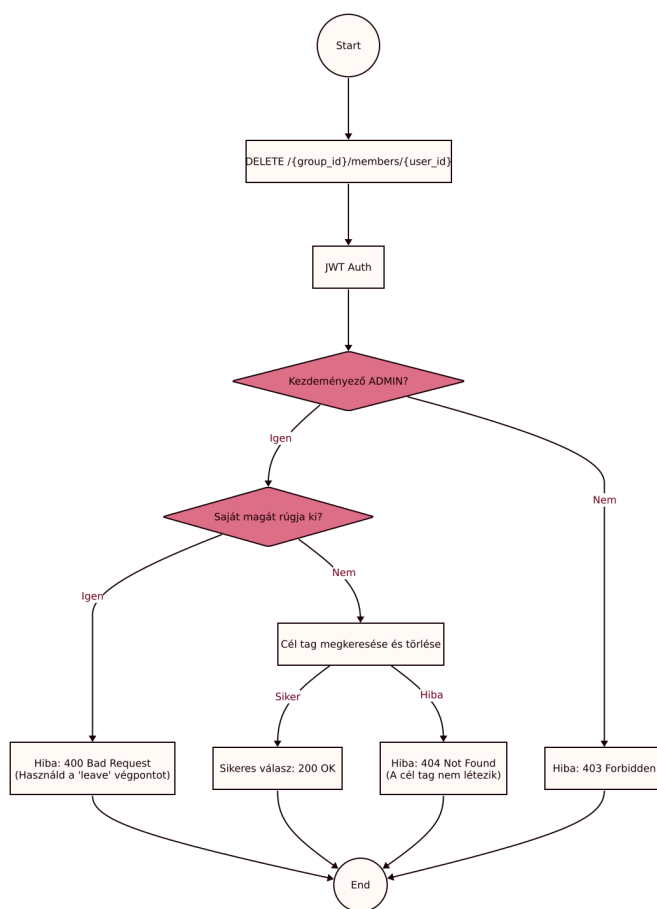 Start
DELETE /{group_id}/members/{user_id}
JWT Auth
Kezdeményező ADMIN?
Igen
Nem
Saját magát rúgja ki?
Igen
Nem
Cél tag megkeresése és törlése
Siker
Hiba
Hiba: 400 Bad Request
(Használd a 'leave' végpontot)
Sikeres válasz: 200 OK
Hiba: 404 Not Found
(A cél tag nem létezik)
Hiba: 403 Forbidden
End